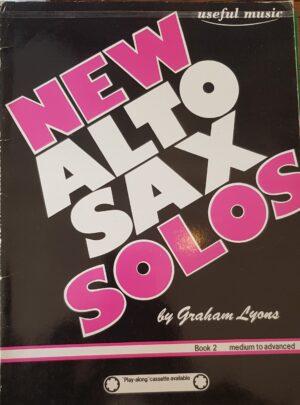 useful music
NEW
ALTO
SAX
SOLOS
by Graham Lyons
Book 2 medium to advanced
'Play-along' cassette available